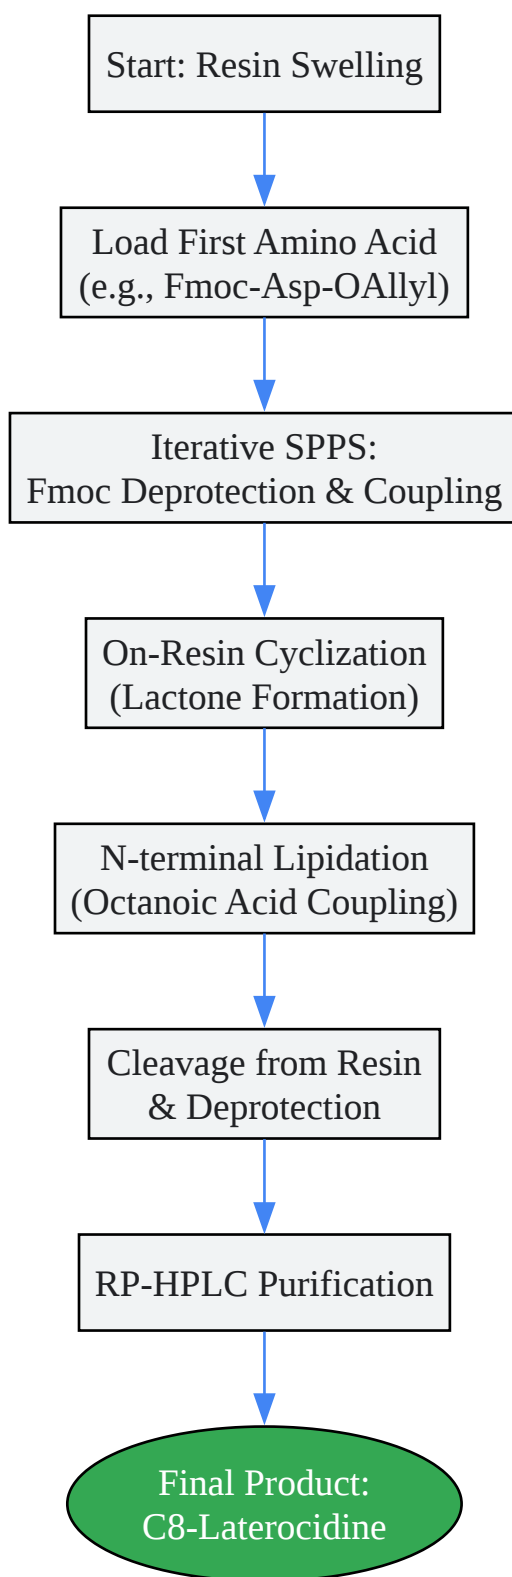 Start: Resin Swelling
Load First Amino Acid
(e.g., Fmoc-Asp-OAllyl)
Iterative SPPS:
Fmoc Deprotection & Coupling
On-Resin Cyclization
(Lactone Formation)
N-terminal Lipidation
(Octanoic Acid Coupling)
Cleavage from Resin
& Deprotection
RP-HPLC Purification
Final Product:
C8-Laterocidine